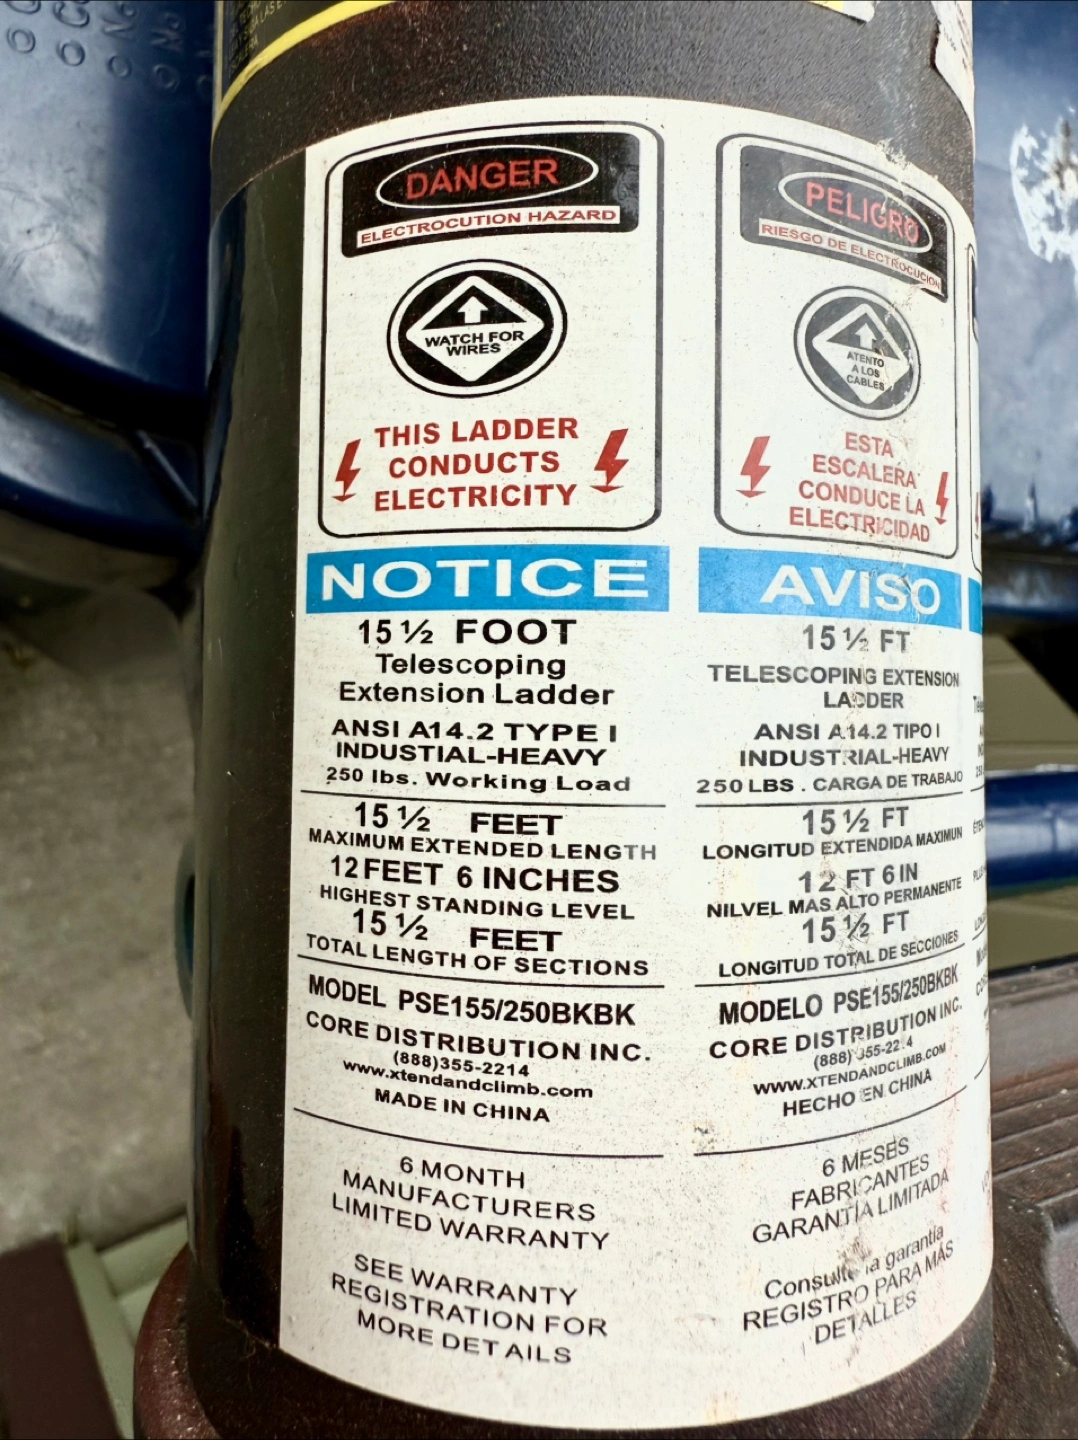 DANGER
ELECTROCUTION HAZARD
WATCH FOR
WIRES
THIS LADDER
CONDUCTS
ELECTRICITY
NOTICE
15 ½ FOOT
Telescoping
Extension Ladder
ANSI A14.2 TYPE I
INDUSTIAL-HEAVY
250 lbs. Working Load
15 ½ FEET
MAXIMUM EXTENDED LENGTH
12 FEET 6 INCHES
HIGHEST STANDING LEVEL
15 ½ FEET
TOTAL LENGTH OF SECTIONS
MODEL PSE155/250BKBK
CORE DISTRIBUTION INC.
(888)355-2214
www.xtendandclimb.com
MADE IN CHINA
6 MONTH
MANUFACTURERS
LIMITED WARRANTY
SEE WARRANTY
REGISTRATION FOR
MORE DETAILS
PELIGRO
RIESGO DE ELECTROCUCION
ATENTO
A LOS
CABLES
ESTA
ESCALERA
CONDUCE LA
ELECTRICIDAD
AVISO
15 ½ FT
TELESCOPING EXTENSION
LADDER
ANSI A14.2 TIPO I
INDUSTRIAL-HEAVY
250 LBS . CARGA DE TRABAJO
15 ½ FT
LONGITUD EXTENDIDA MAXIMUN
12 FT 6 IN
NILVEL MAS ALTO PERMANENTE
15 ½ FT
LONGITUD TOTAL DE SECCIONES
MODELO PSE155/250BKBK
CORE DISTRIBUTION INC.
(888) 355-2214
www.XTENDANDCLIMB.COM
HECHO EN CHINA
6 MESES
FABRICANTES
GARANTÍA LIMITADA
Consulte la garantía
REGISTRO PARA MÁS
DETALLES